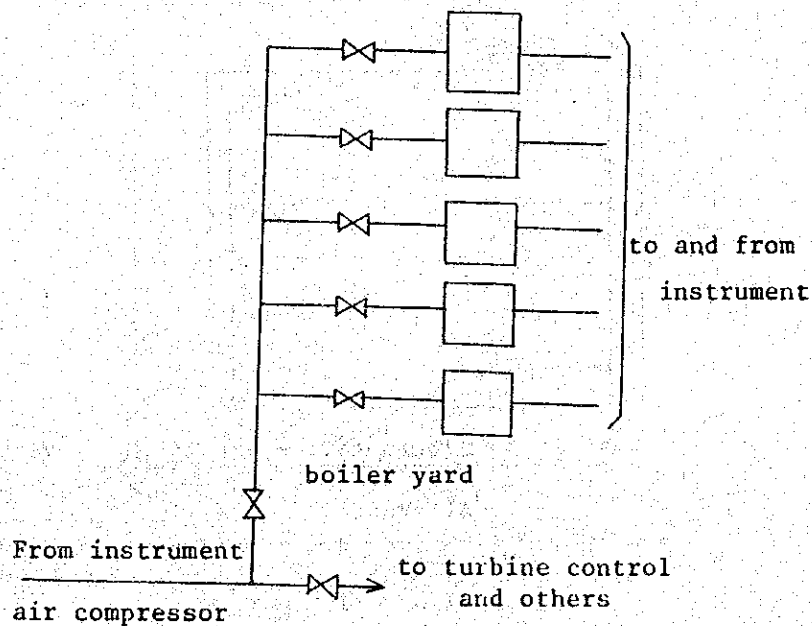 to and from
instrument
boiler yard
From instrument
air compressor
to turbine control
and others